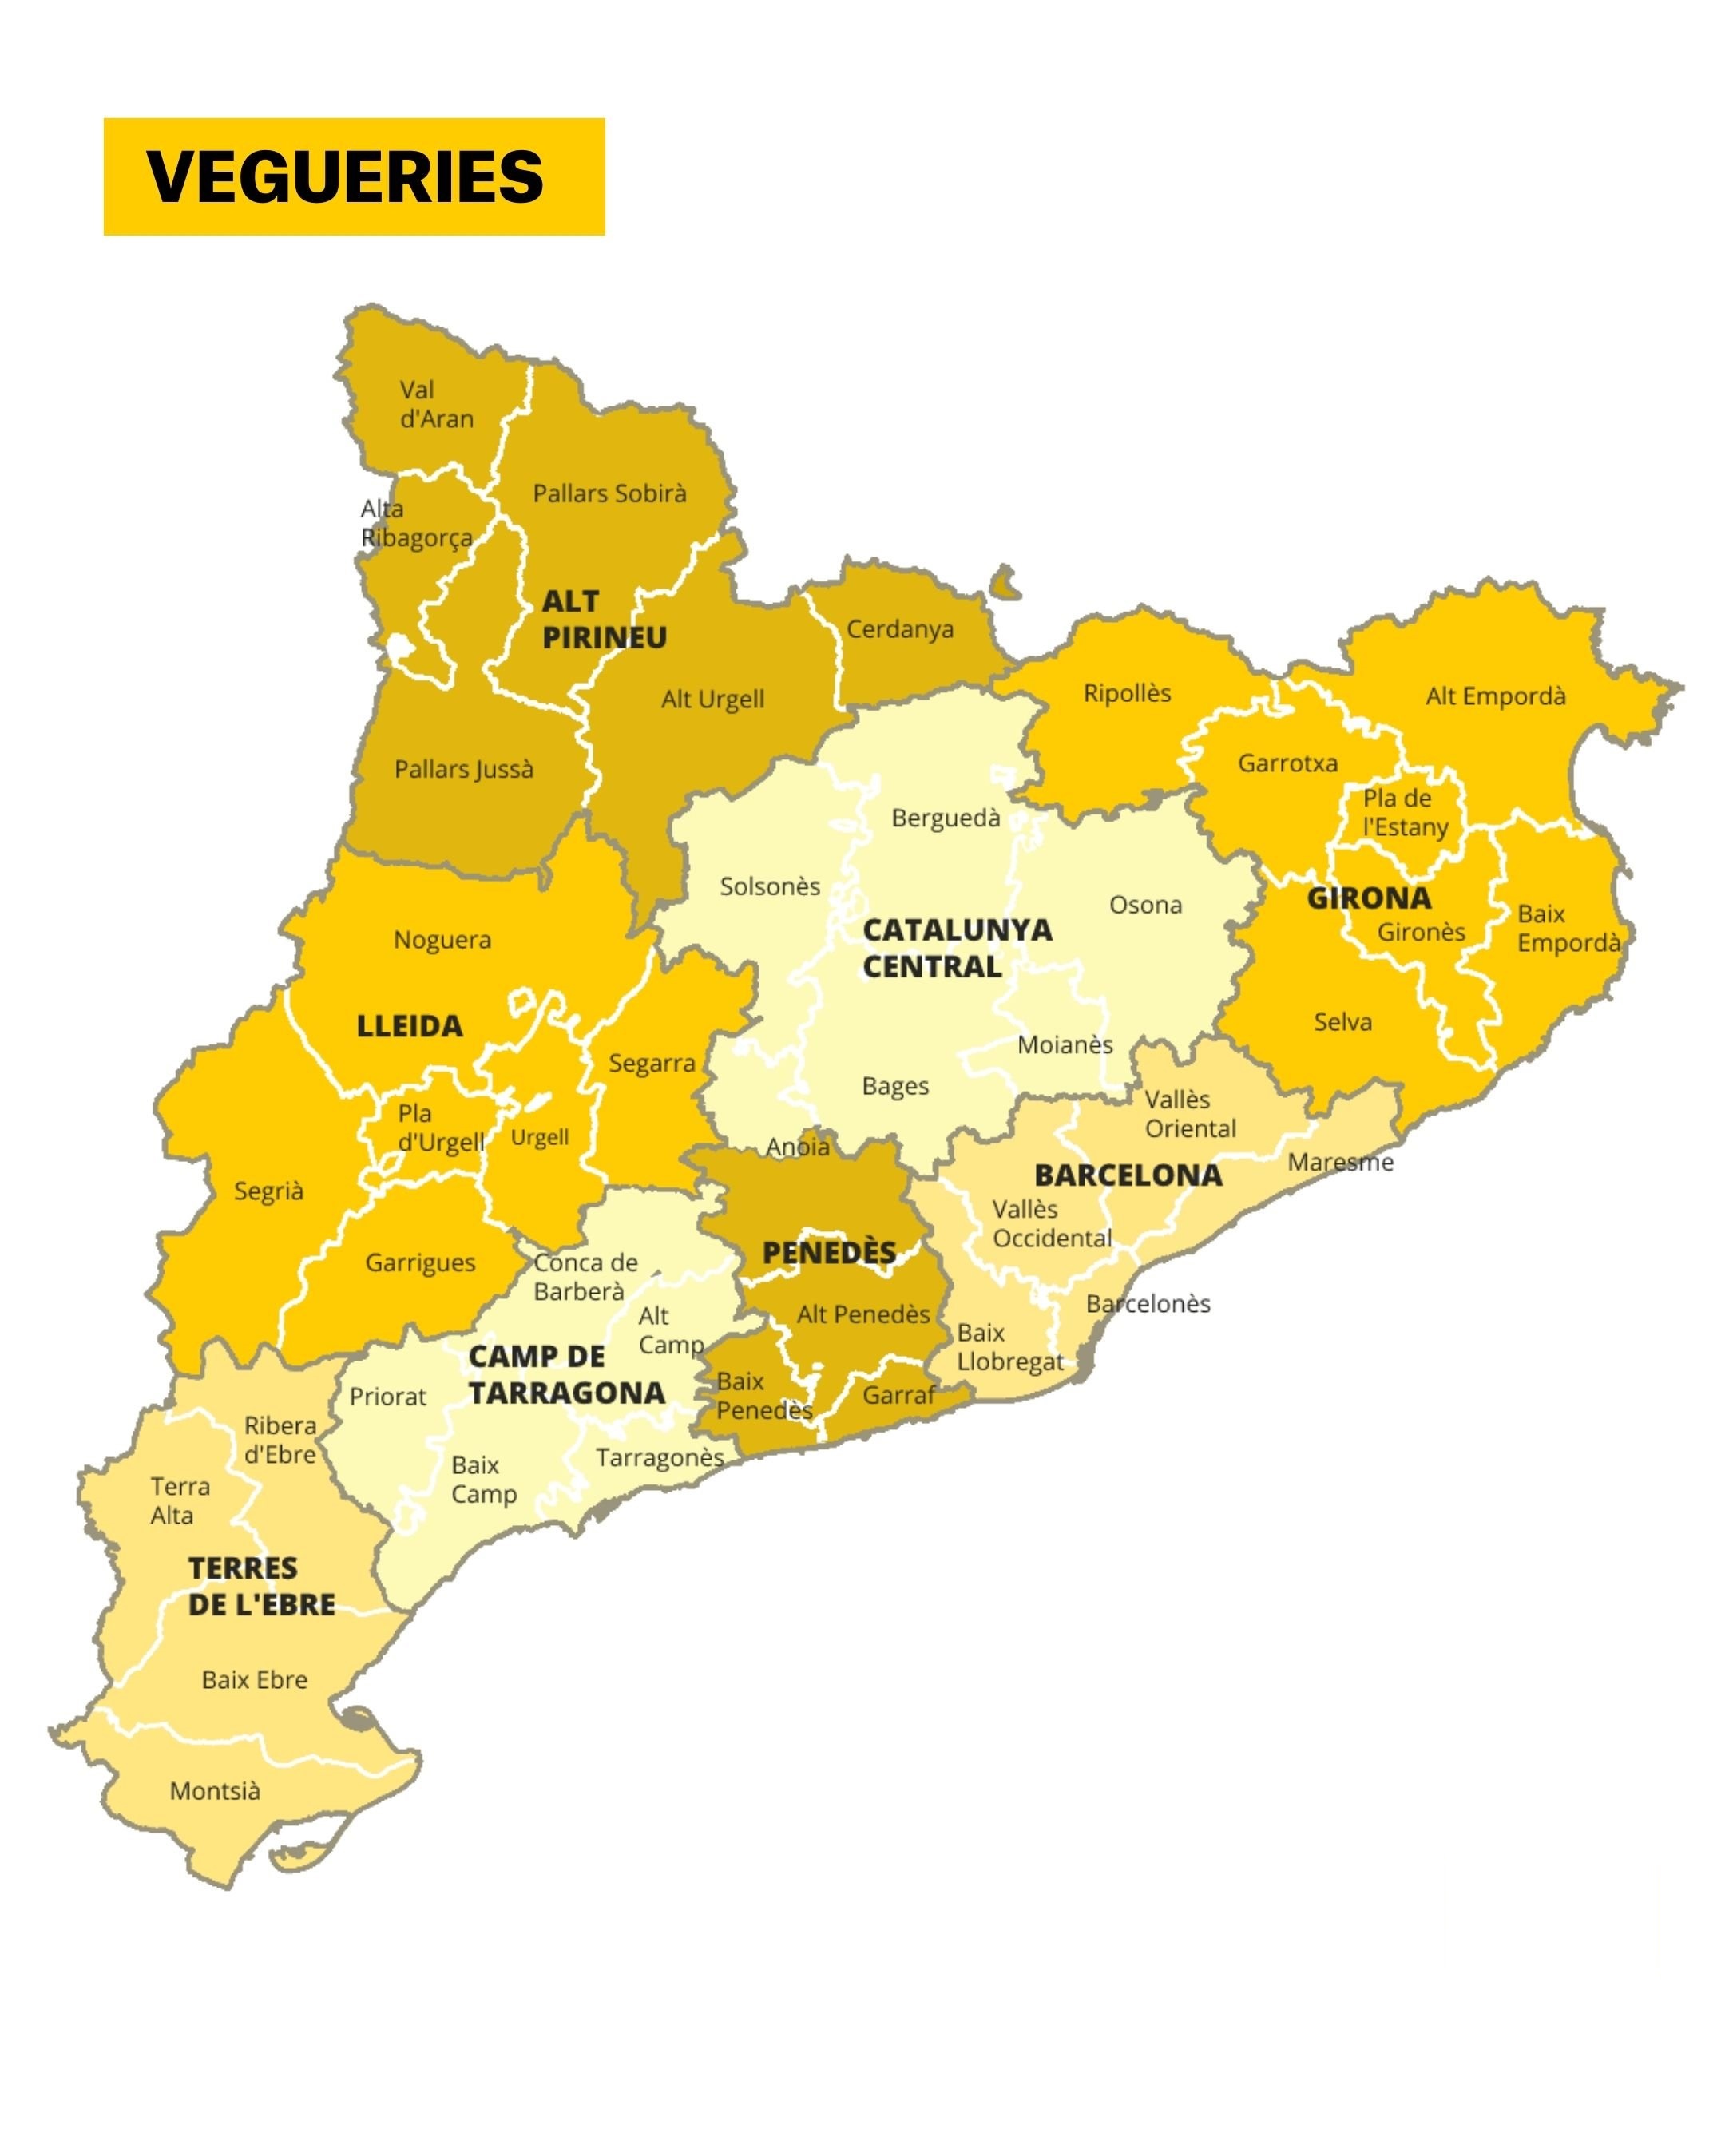 VEGUERIES
Val
d'Aran
Pallars Sobirà
Alta
Ribagorça
ALT
PIRINEU
Cerdanya
Alt Urgell
Ripollès
Alt Empordà
Pallars Jussà
Garrotxa
Pla de
l'Estany
Berguedà
Solsonès
Osona
GIRONA
Gironès
Baix
Empordà
CATALUNYA
CENTRAL
Noguera
LLEIDA
Selva
Segarra
Moianès
Bages
Pla
d'Urgell
Urgell
Vallès
Oriental
Anoia
BARCELONA
Maresme
Segrià
Vallès
Occidental
PENEDÈS
Garrigues
Conca de
Barberà
Alt
Camp
Alt Penedès
Barcelonès
Baix
Llobregat
CAMP DE
TARRAGONA
Priorat
Baix
Penedès
Garraf
Ribera
d'Ebre
Tarragonès
Baix
Camp
Terra
Alta
TERRES
DE L'EBRE
Baix Ebre
Montsià